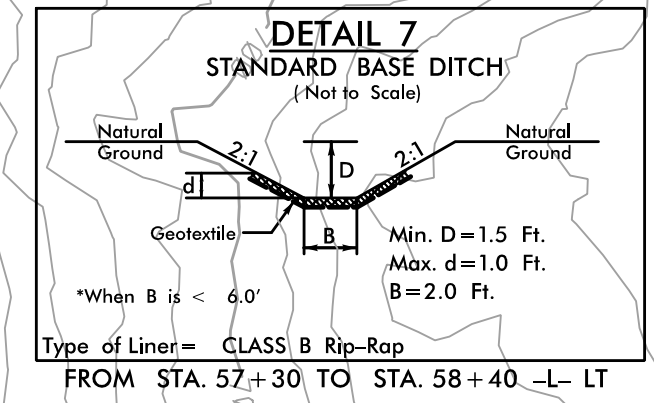 DETAIL 7
STANDARD BASE DITCH
( Not to Scale)
Natural
Ground
2:1
D
2:1
Natural
Ground
d
Geotextile
B
Min. D=1.5 Ft.
Max. d=1.0 Ft.
B=2.0 Ft.
*When B is < 6.0'
Type of Liner= CLASS B Rip-Rap
FROM STA. 57+30 TO STA. 58+40 -L- LT